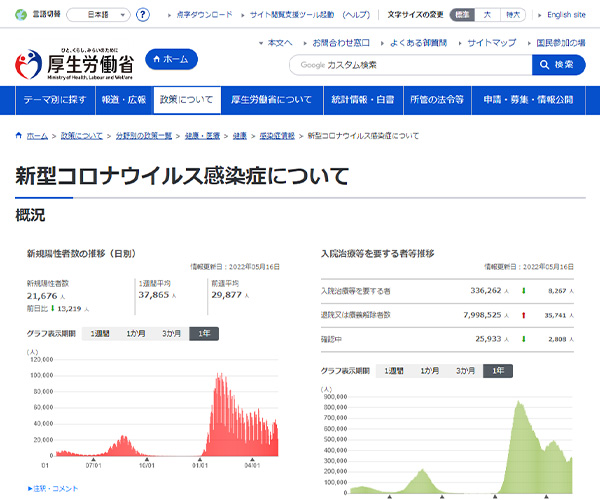 言語切替 日本語 ?
点字ダウンロード サイト閲覧支援ツール起動 (ヘルプ) 文字サイズの変更 標準 大 特大 English site
本文へ お問合わせ窓口 よくある御質問 サイトマップ 国民参加の場
ひと、くらし、みらいのために
厚生労働省
Ministry of Health, Labour and Welfare
ホーム
Google カスタム検索 検索
テーマ別に探す 報道・広報 政策について 厚生労働省について 統計情報・白書 所管の法令等 申請・募集・情報公開
ホーム > 政策について > 分野別の政策一覧 > 健康・医療 > 健康 > 感染症情報 > 新型コロナウイルス感染症について
新型コロナウイルス感染症について
概況
新規陽性者数の推移（日別）
情報更新日：2022年05月16日
新規陽性者数 1週間平均 前週平均
21,676 人 37,865 人 29,877 人
前日比 ⬇ 13,219 人
グラフ表示期間 1週間 1か月 3か月 1年
(人)
120,000
100,000
80,000
60,000
40,000
20,000
0
01 07/01 10/01 01/01 04/01
▶注釈・コメント
入院治療等を要する者等推移
情報更新日：2022年05月16日
入院治療等を要する者 336,262 人 ⬇ 8,267 人
退院又は療養解除者数 7,998,525 人 ⬆ 35,741 人
確認中 25,933 人 ⬇ 2,808 人
グラフ表示期間 1週間 1か月 3か月 1年
(人)
900,000
800,000
700,000
600,000
500,000
400,000
300,000
200,000
100,000
0